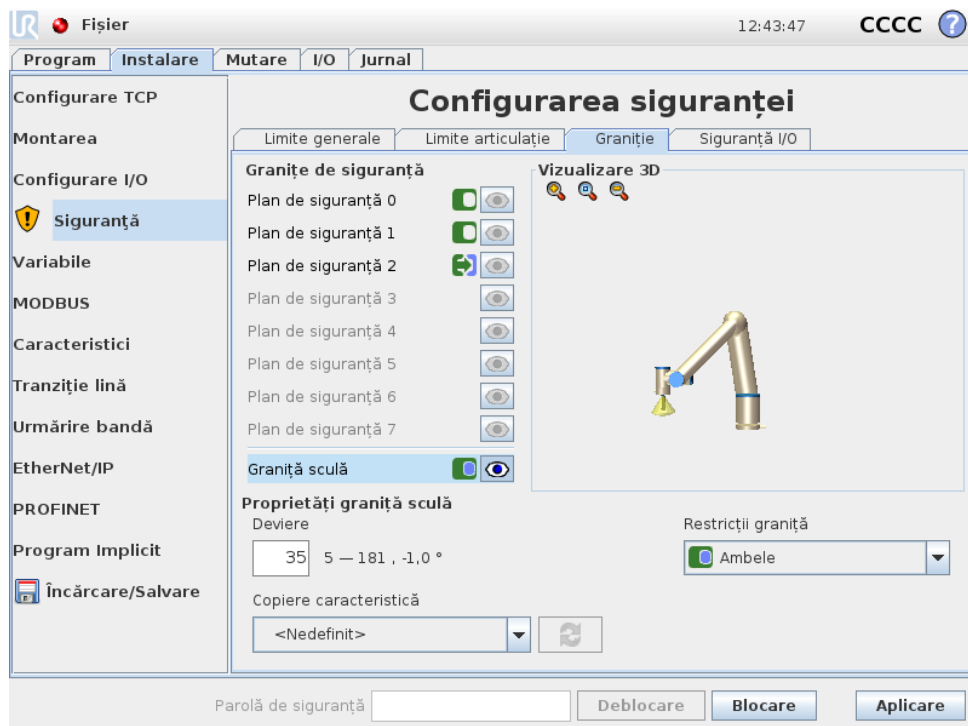 UR Fișier 12:43:47 CCCC ?
Program Instalare Mutare I/O Jurnal
Configurare TCP
Montarea
Configurare I/O
Siguranță
Variabile
MODBUS
Caracteristici
Tranziție lină
Urmărire bandă
EtherNet/IP
PROFINET
Program Implicit
Încărcare/Salvare
Configurarea siguranței
Limite generale Limite articulație Graniție Siguranță I/O
Granițe de siguranță
Plan de siguranță 0
Plan de siguranță 1
Plan de siguranță 2
Plan de siguranță 3
Plan de siguranță 4
Plan de siguranță 5
Plan de siguranță 6
Plan de siguranță 7
Graniță sculă
Vizualizare 3D
Proprietăți graniță sculă
Deviere
35 5 — 181 , -1,0 °
Restricții graniță
Ambele
Copiere caracteristică
<Nedefinit>
Parolă de siguranță Deblocare Blocare Aplicare